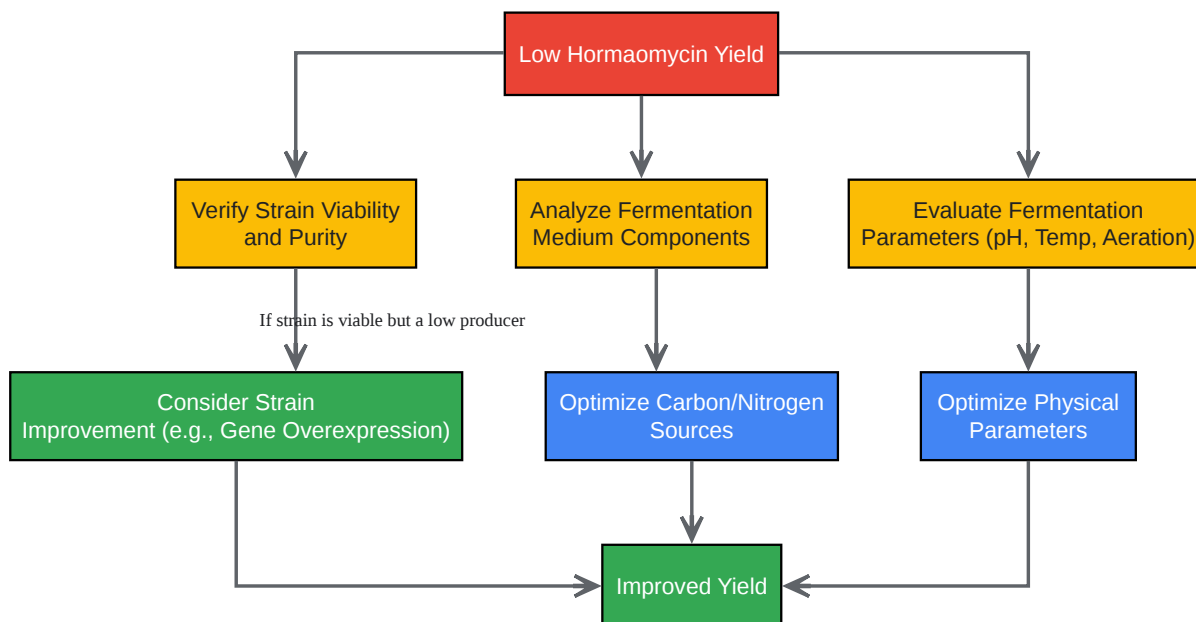 Low Hormaomycin Yield
Verify Strain Viability
and Purity
Analyze Fermentation
Medium Components
Evaluate Fermentation
Parameters (pH, Temp, Aeration)
If strain is viable but a low producer
Consider Strain
Improvement (e.g., Gene Overexpression)
Optimize Carbon/Nitrogen
Sources
Optimize Physical
Parameters
Improved Yield